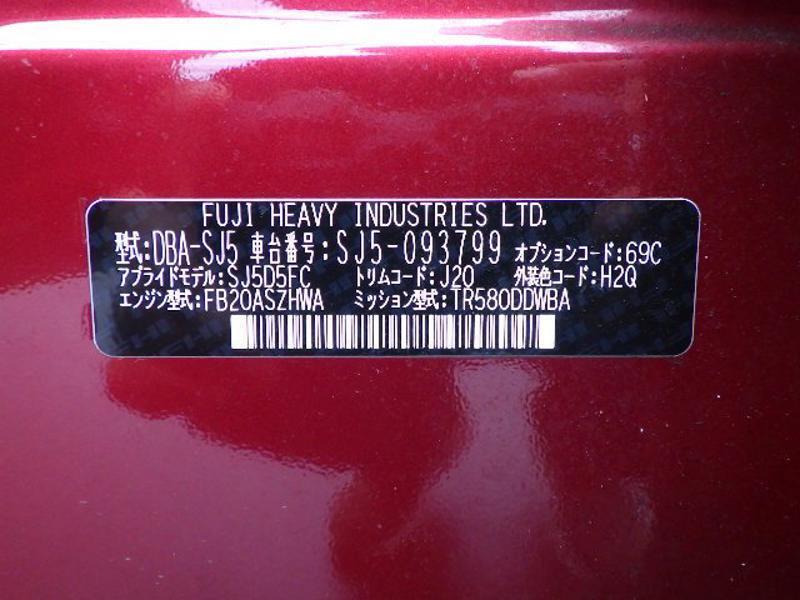 FUJI HEAVY INDUSTRIES LTD.
型式:DBA-SJ5 車台番号:SJ5-093799 オプションコード:69C
アプライドモデル:SJ5D5FC トリムコード:J20 外装色コード:H2Q
エンジン型式:FB20ASZHWA ミッション型式:TR580DDWBA